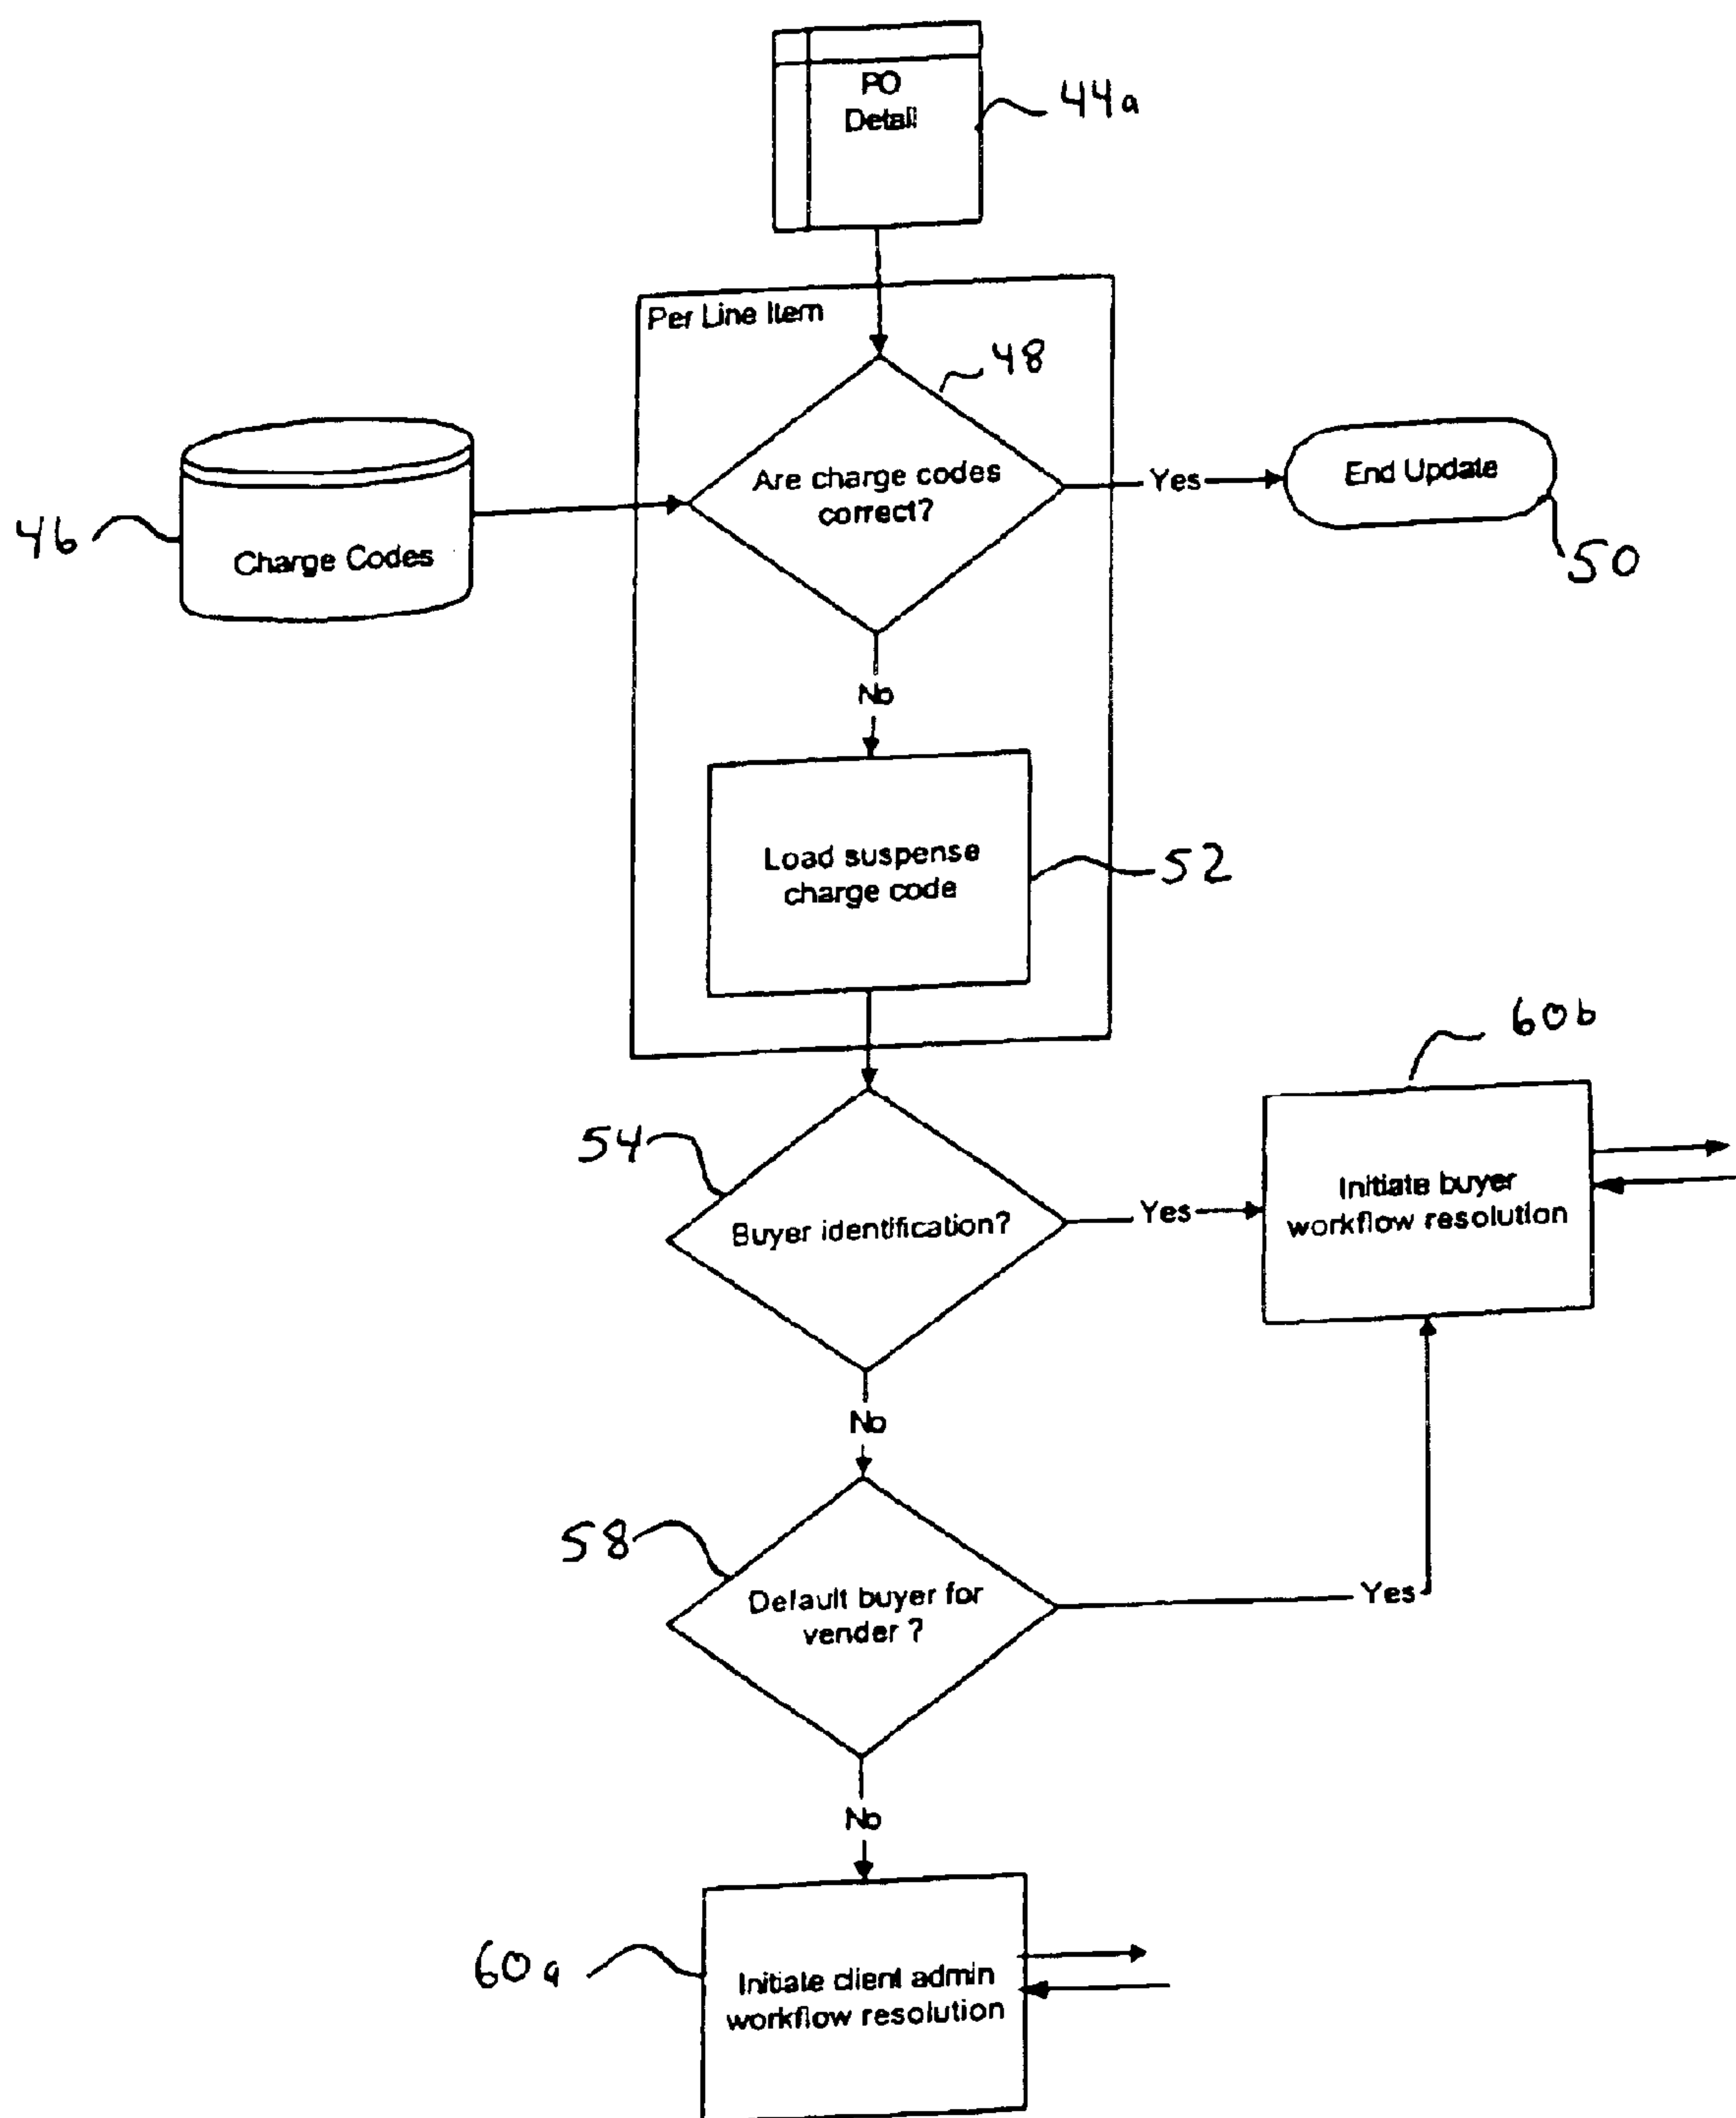 PO
Detail
44a
Per Line Item
48
Are charge codes
correct?
Yes
End Update
50
46
Charge Codes
No
Load suspense
charge code
52
60b
54
Buyer identification?
Yes
Initiate buyer
workflow resolution
No
58
Default buyer for
vender ?
Yes
No
60a
Initiate client admin
workflow resolution